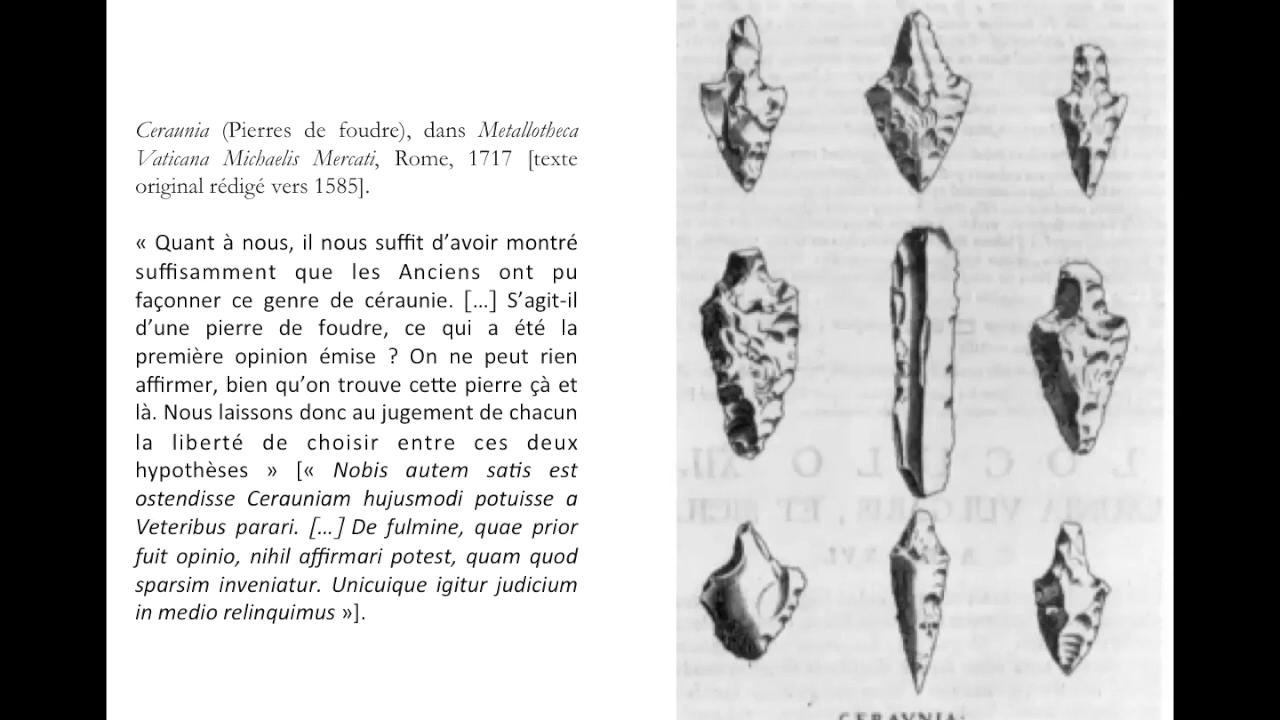 Ceraunia (Pierres de foudre), dans Metallotheca
Vaticana Michaelis Mercati, Rome, 1717 [texte
original rédigé vers 1585].
« Quant à nous, il nous suffit d’avoir montré
suffisamment que les Anciens ont pu
façonner ce genre de céraunie. […] S’agit-il
d’une pierre de foudre, ce qui a été la
première opinion émise ? On ne peut rien
affirmer, bien qu’on trouve cette pierre çà et
là. Nous laissons donc au jugement de chacun
la liberté de choisir entre ces deux
hypothèses » [« Nobis autem satis est
ostendisse Cerauniam hujusmodi potuisse a
Veteribus parari. […] De fulmine, quae prior
fuit opinio, nihil affirmari potest, quam quod
sparsim inveniatur. Unicuique igitur judicium
in medio relinquimus »].
CERAVNIA: